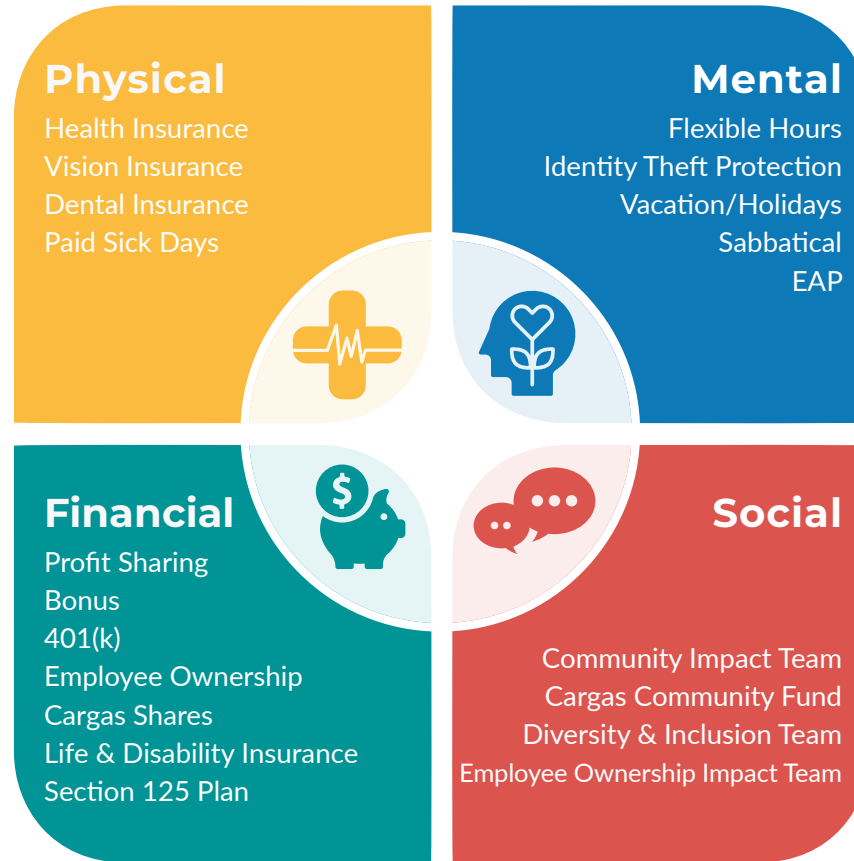 Physical
Health Insurance
Vision Insurance
Dental Insurance
Paid Sick Days
Mental
Flexible Hours
Identity Theft Protection
Vacation/Holidays
Sabbatical
EAP
$
Financial
Profit Sharing
Bonus
401(k)
Employee Ownership
Cargas Shares
Life & Disability Insurance
Section 125 Plan
Social
Community Impact Team
Cargas Community Fund
Diversity & Inclusion Team
Employee Ownership Impact Team